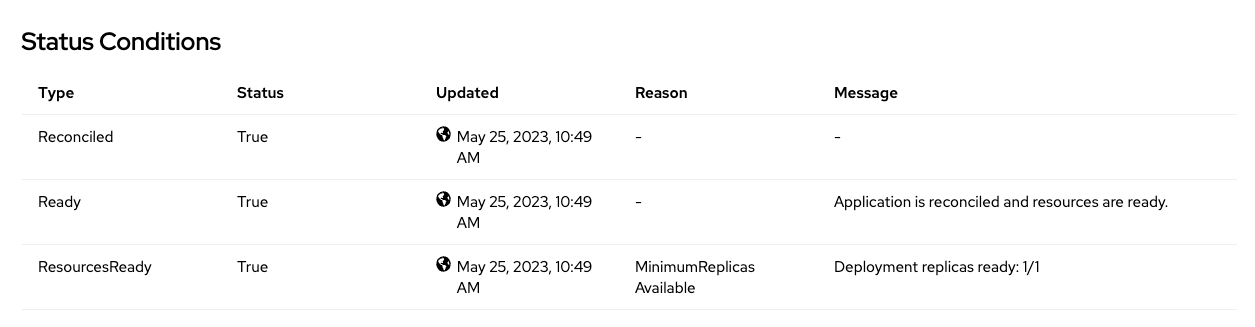 Status Conditions
Type Status Updated Reason Message
Reconciled True May 25, 2023, 10:49 AM - -
Ready True May 25, 2023, 10:49 AM - Application is reconciled and resources are ready.
ResourcesReady True May 25, 2023, 10:49 AM MinimumReplicas Available Deployment replicas ready: 1/1